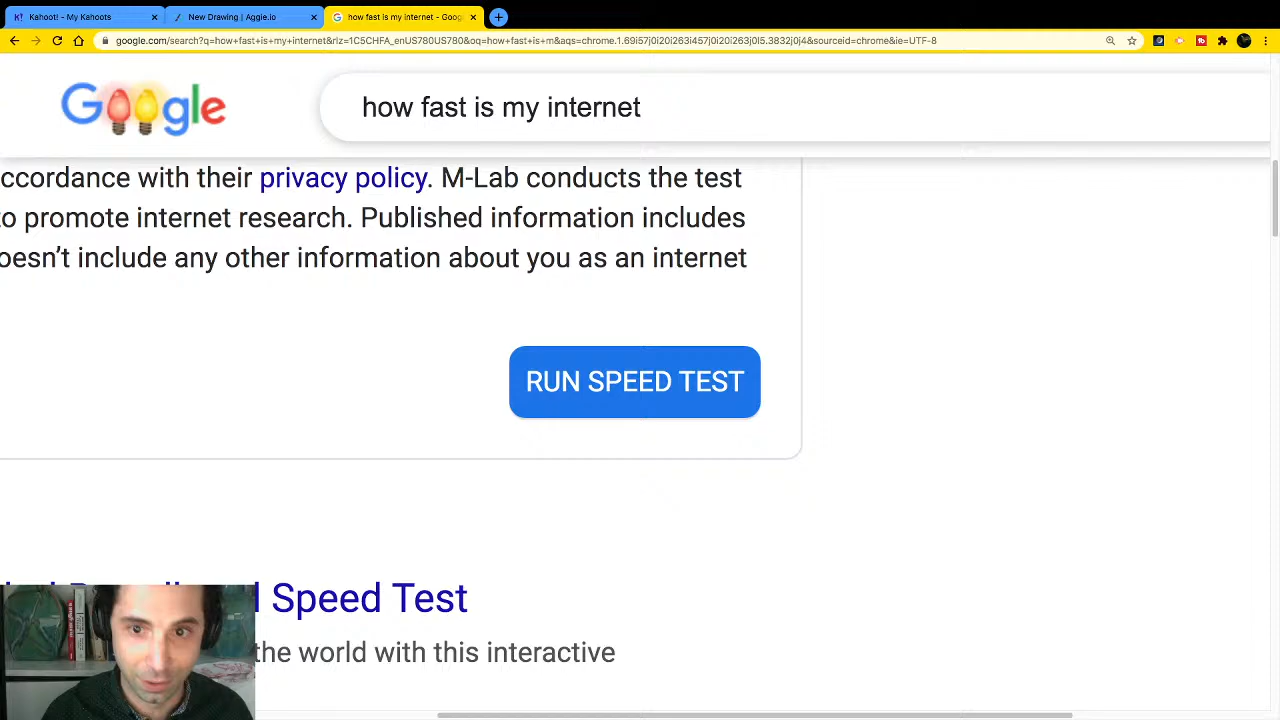 Kahoot! - My Kahoots
New Drawing | Aggie.io
how fast is my internet - Goog
google.com/search?q=how+fast+is+my+internet&rlz=1C5CHFA_enUS780US780&oq=how+fast+is+m&aqs=chrome.1.69i57j0i20i263i457j0i20i263j0l5.3832j0j4&sourceid=chrome&ie=UTF-8
Google
how fast is my internet
ccordance with their privacy policy. M-Lab conducts the test
to promote internet research. Published information includes
oesn't include any other information about you as an internet
RUN SPEED TEST
Speed Test
the world with this interactive